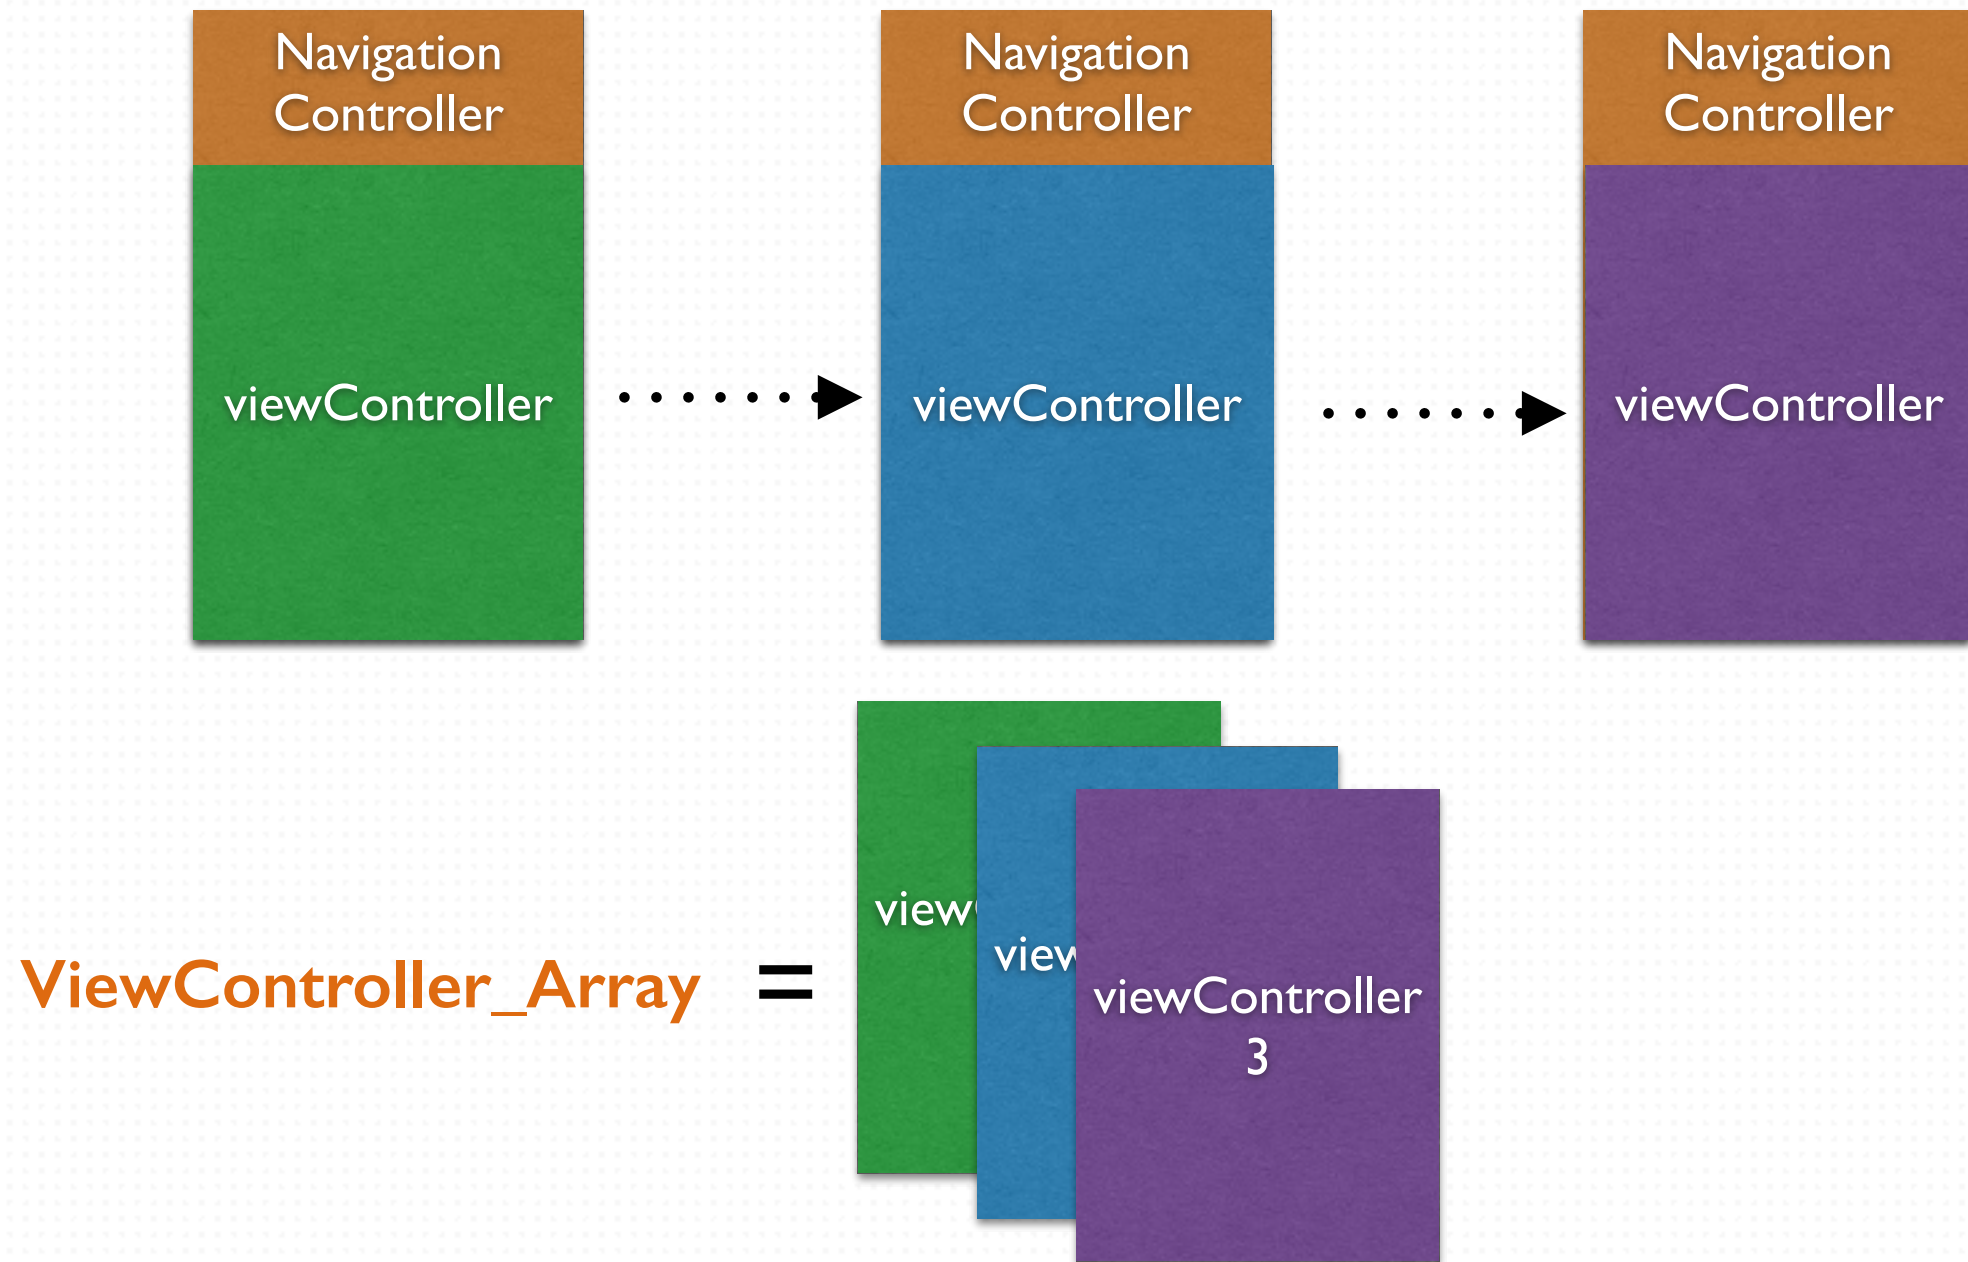 Navigation
Controller
Navigation
Controller
Navigation
Controller
viewController
viewController
viewController
view
view
ViewController_Array =
viewController
3